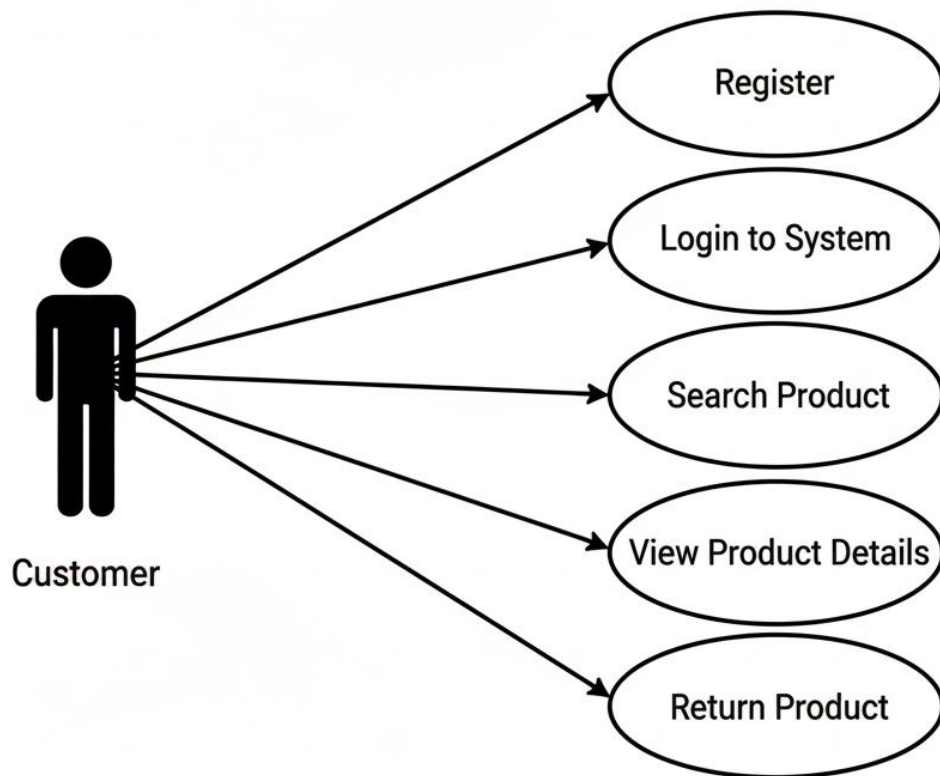 Register
Login to System
Search Product
View Product Details
Return Product
Customer